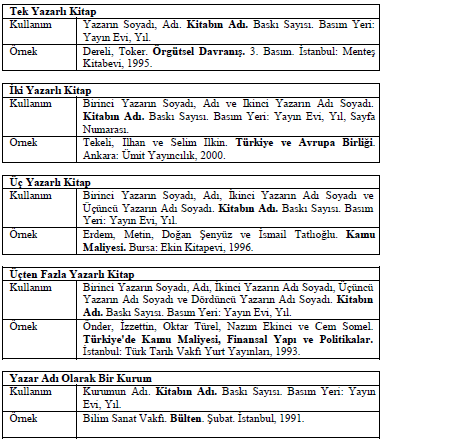 Tek Yazarlı Kitap
Kullanım Yazarın Soyadı, Adı. Kitabın Adı. Baskı Sayısı. Basım Yeri:
Yayın Evi, Yıl.
Örnek Dereli, Toker. Örgütsel Davranış. 3. Basım. İstanbul: Menteş
Kitabevi, 1995.
İki Yazarlı Kitap
Kullanım Birinci Yazarın Soyadı, Adı ve İkinci Yazarın Adı Soyadı.
Kitabın Adı. Baskı Sayısı. Basım Yeri: Yayın Evi, Yıl, Sayfa
Numarası.
Örnek Tekeli, İlhan ve Selim İlkin. Türkiye ve Avrupa Birliği.
Ankara: Ümit Yayıncılık, 2000.
Üç Yazarlı Kitap
Kullanım Birinci Yazarın Soyadı, Adı, İkinci Yazarın Adı Soyadı ve
Üçüncü Yazarın Adı Soyadı. Kitabın Adı. Baskı Sayısı. Basım
Yeri: Yayın Evi, Yıl.
Örnek Erdem, Metin, Doğan Şenyüz ve İsmail Tatlıoğlu. Kamu
Maliyesi. Bursa: Ekin Kitapevi, 1996.
Üçten Fazla Yazarlı Kitap
Kullanım Birinci Yazarın Soyadı, Adı, İkinci Yazarın Adı Soyadı, Üçüncü
Yazarın Adı Soyadı ve Dördüncü Yazarın Adı Soyadı. Kitabın
Adı. Baskı Sayısı. Basım Yeri: Yayın Evi, Yıl.
Örnek Önder, İzzettin, Oktar Türel, Nazım Ekinci ve Cem Somel.
Türkiye'de Kamu Maliyesi, Finansal Yapı ve Politikalar.
İstanbul: Türk Tarih Vakfı Yurt Yayınları, 1993.
Yazar Adı Olarak Bir Kurum
Kullanım Kurumun Adı. Kitabın Adı. Baskı Sayısı. Basım Yeri: Yayın
Evi, Yıl.
Örnek Bilim Sanat Vakfı. Bülten. Şubat. İstanbul, 1991.